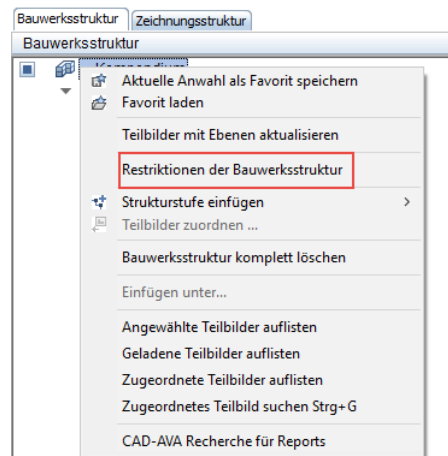 Bauwerksstruktur Zeichnungsstruktur
Bauwerksstruktur
Kompendium
Aktuelle Anwahl als Favorit speichern
Favorit laden
Teilbilder mit Ebenen aktualisieren
Restriktionen der Bauwerksstruktur
Strukturstufe einfügen
Teilbilder zuordnen ...
Bauwerksstruktur komplett löschen
Einfügen unter...
Angewählte Teilbilder auflisten
Geladene Teilbilder auflisten
Zugeordnete Teilbilder auflisten
Zugeordnetes Teilbild suchen Strg+G
CAD-AVA Recherche für Reports